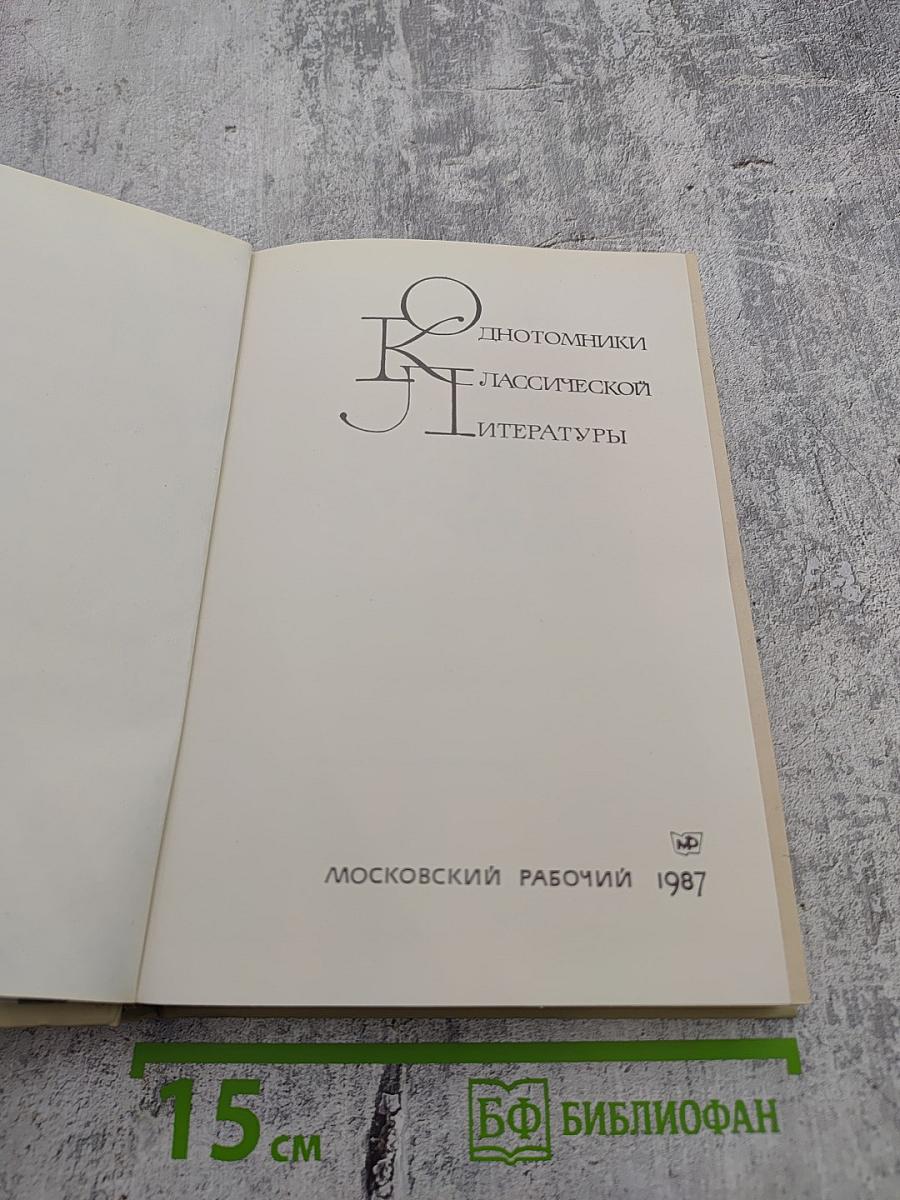 ОДНОТОМНИКИ
КЛАССИЧЕСКОЙ
ЛИТЕРАТУРЫ
МР
МОСКОВСКИЙ РАБОЧИЙ 1987
15 СМ
БФ БИБЛИОФАН